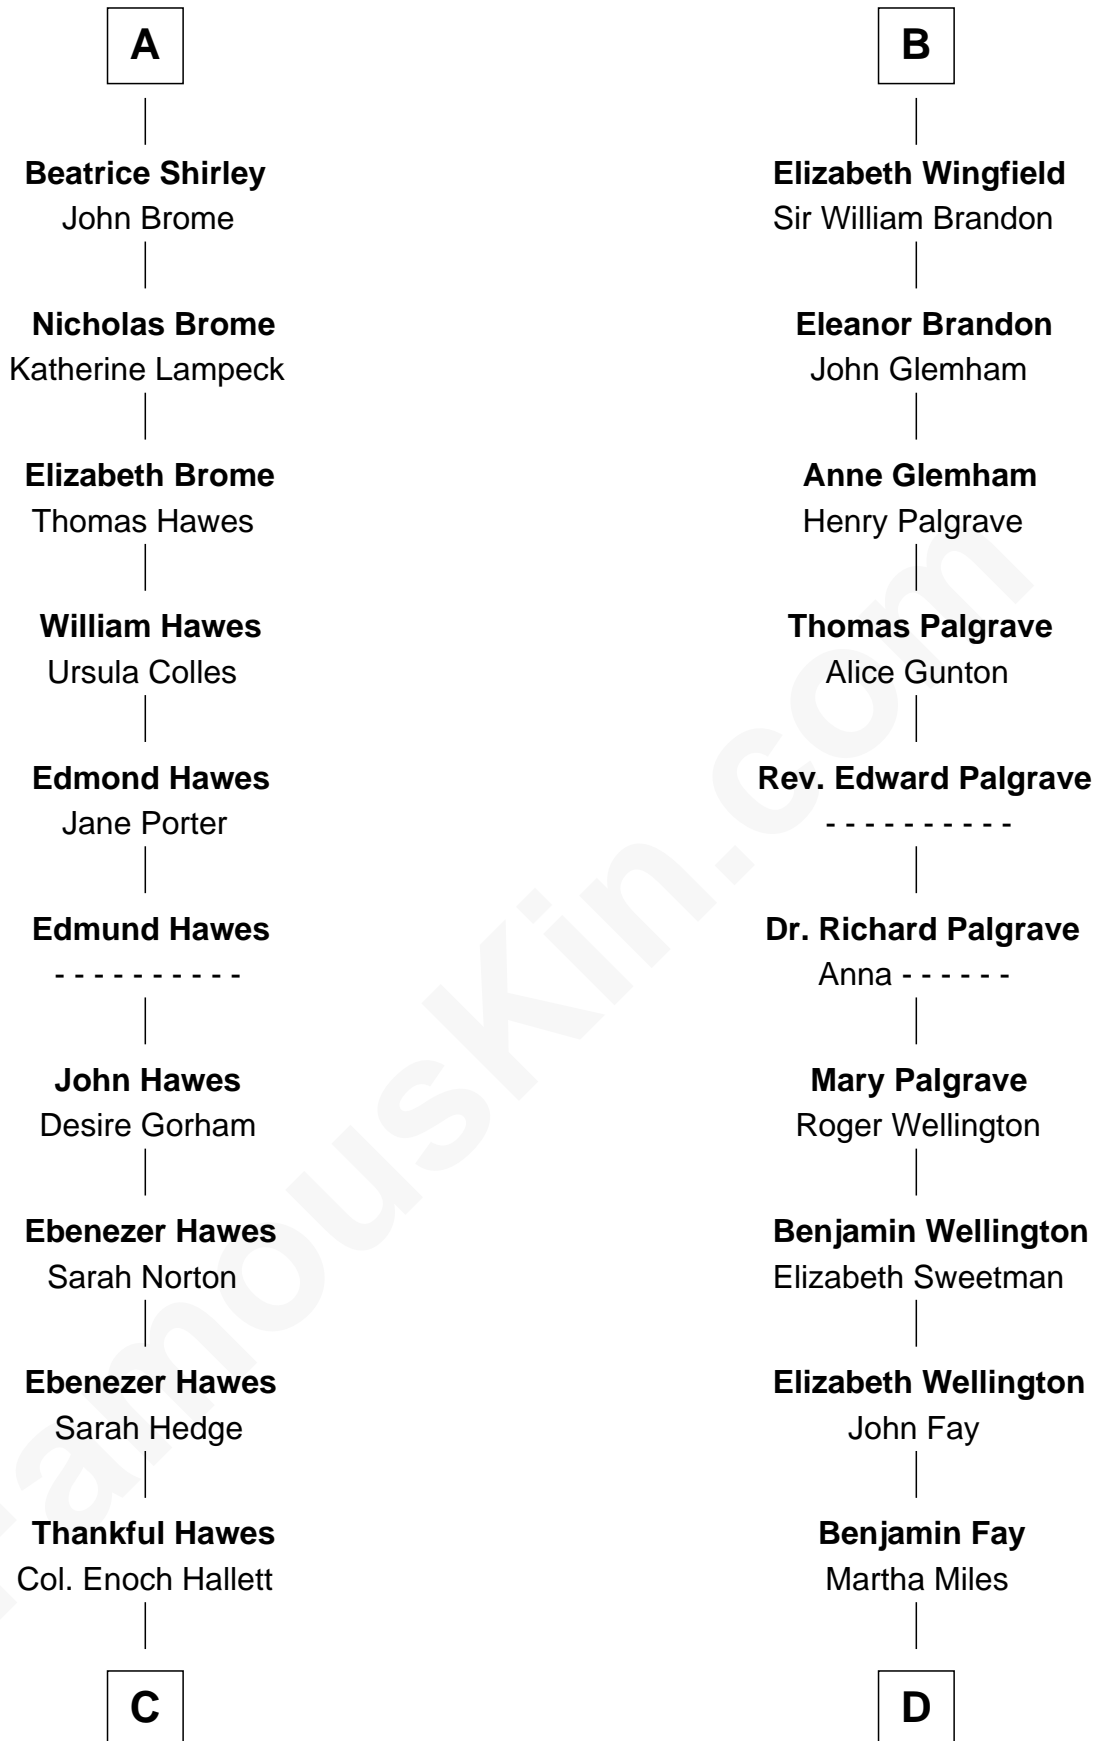 A
Beatrice Shirley
John Brome
Nicholas Brome
Katherine Lampeck
Elizabeth Brome
Thomas Hawes
William Hawes
Ursula Colles
Edmond Hawes
Jane Porter
Edmund Hawes
- - - - - - - - - -
John Hawes
Desire Gorham
Ebenezer Hawes
Sarah Norton
Ebenezer Hawes
Sarah Hedge
Thankful Hawes
Col. Enoch Hallett
C
B
Elizabeth Wingfield
Sir William Brandon
Eleanor Brandon
John Glemham
Anne Glemham
Henry Palgrave
Thomas Palgrave
Alice Gunton
Rev. Edward Palgrave
- - - - - - - - - -
Dr. Richard Palgrave
Anna - - - - - -
Mary Palgrave
Roger Wellington
Benjamin Wellington
Elizabeth Sweetman
Elizabeth Wellington
John Fay
Benjamin Fay
Martha Miles
D
FamousKin.com